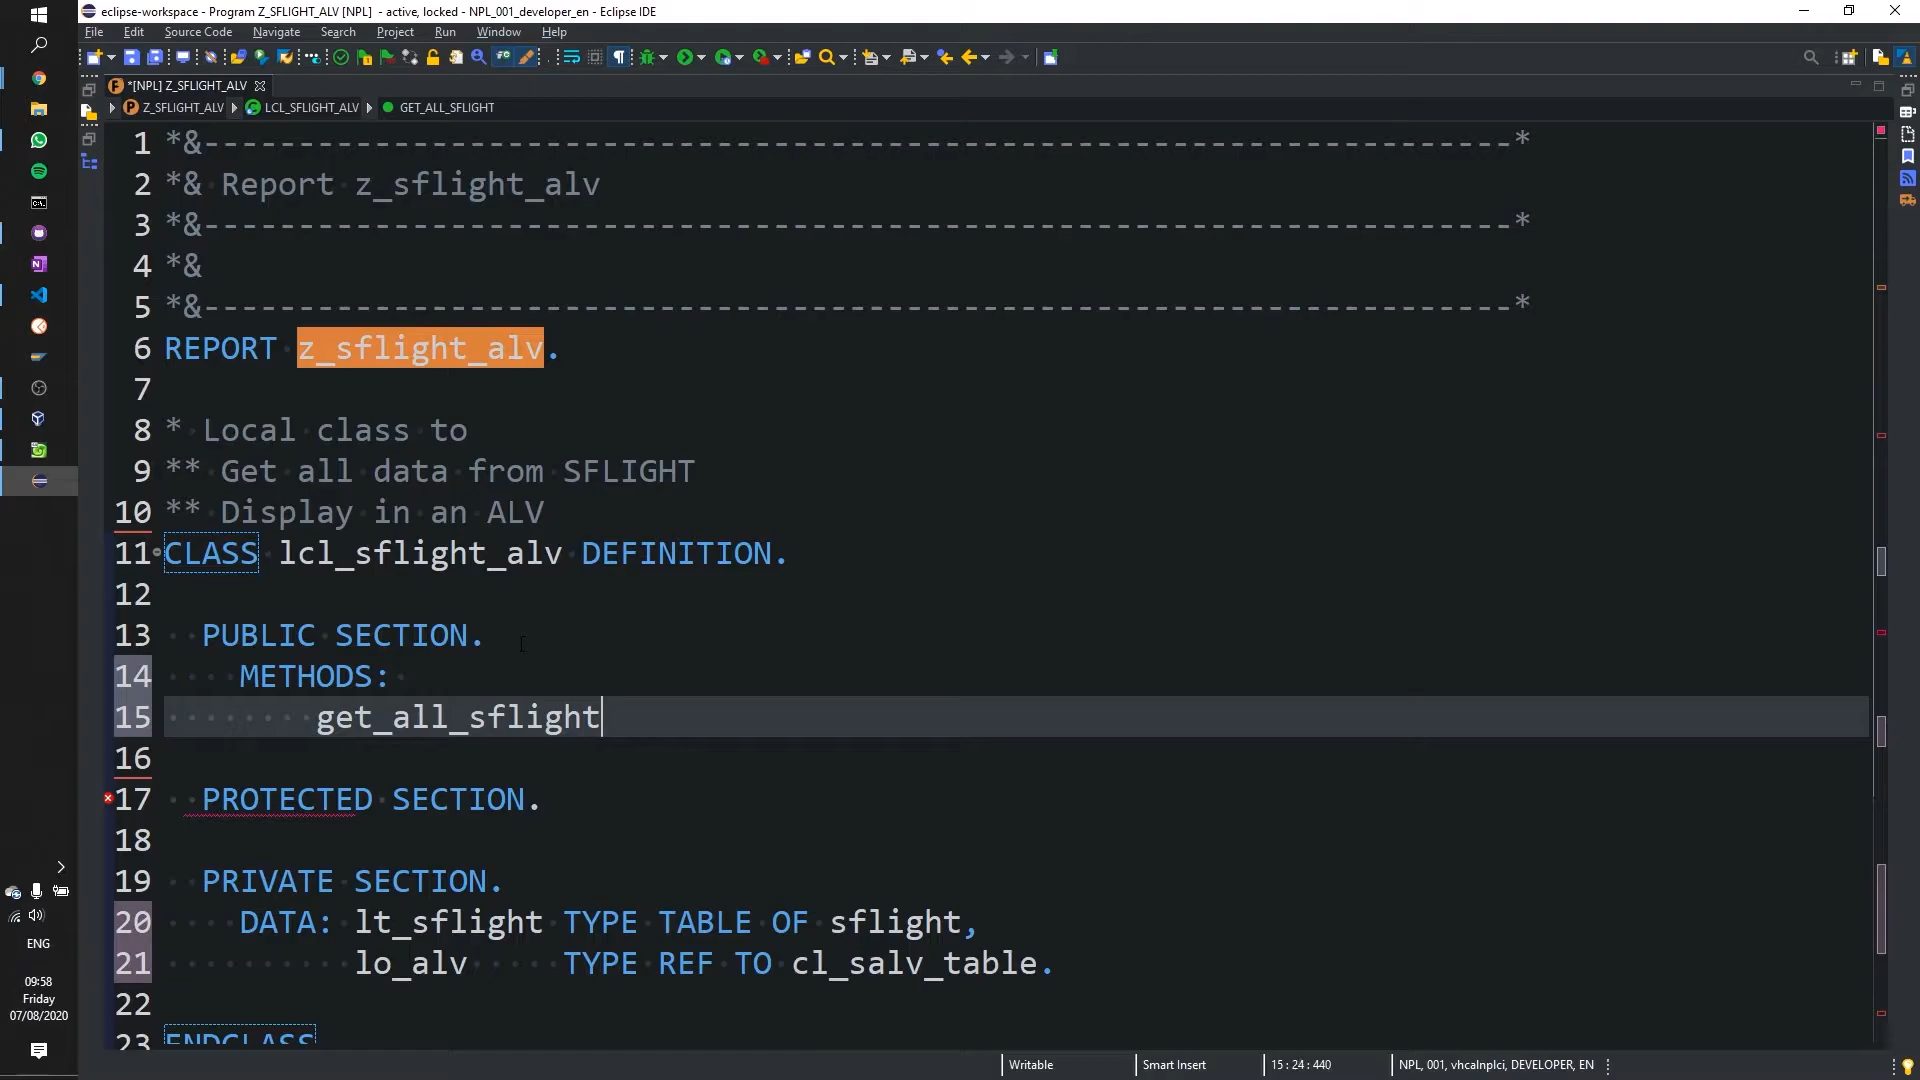 eclipse-workspace - Program Z_SFLIGHT_ALV [NPL] - active, locked - NPL_001_developer_en - Eclipse IDE
File Edit Source Code Navigate Search Project Run Window Help
*[NPL] Z_SFLIGHT_ALV
Z_SFLIGHT_ALV LCL_SFLIGHT_ALV GET_ALL_SFLIGHT
1 *&---------------------------------------------------------------------*
2 *& Report z_sflight_alv
3 *&---------------------------------------------------------------------*
4 *&
5 *&---------------------------------------------------------------------*
6 REPORT z_sflight_alv.
7
8 * Local class to
9 ** Get all data from SFLIGHT
10 ** Display in an ALV
11 CLASS lcl_sflight_alv DEFINITION.
12
13 PUBLIC SECTION.
14 METHODS:
15 get_all_sflight
16
17 PROTECTED SECTION.
18
19 PRIVATE SECTION.
20 DATA: lt_sflight TYPE TABLE OF sflight,
21 lo_alv TYPE REF TO cl_salv_table.
22
23 ENDCLASS
Writable Smart Insert 15 : 24 : 440 NPL, 001, vhcalnplci, DEVELOPER, EN
ENG
09:58
Friday
07/08/2020